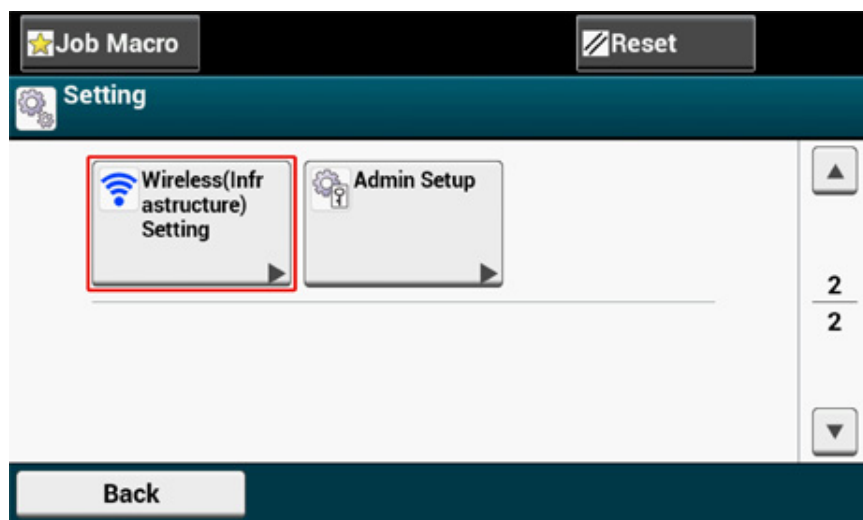 Job Macro
Reset
Setting
Wireless(Infr
astructure)
Setting
Admin Setup
2
2
Back